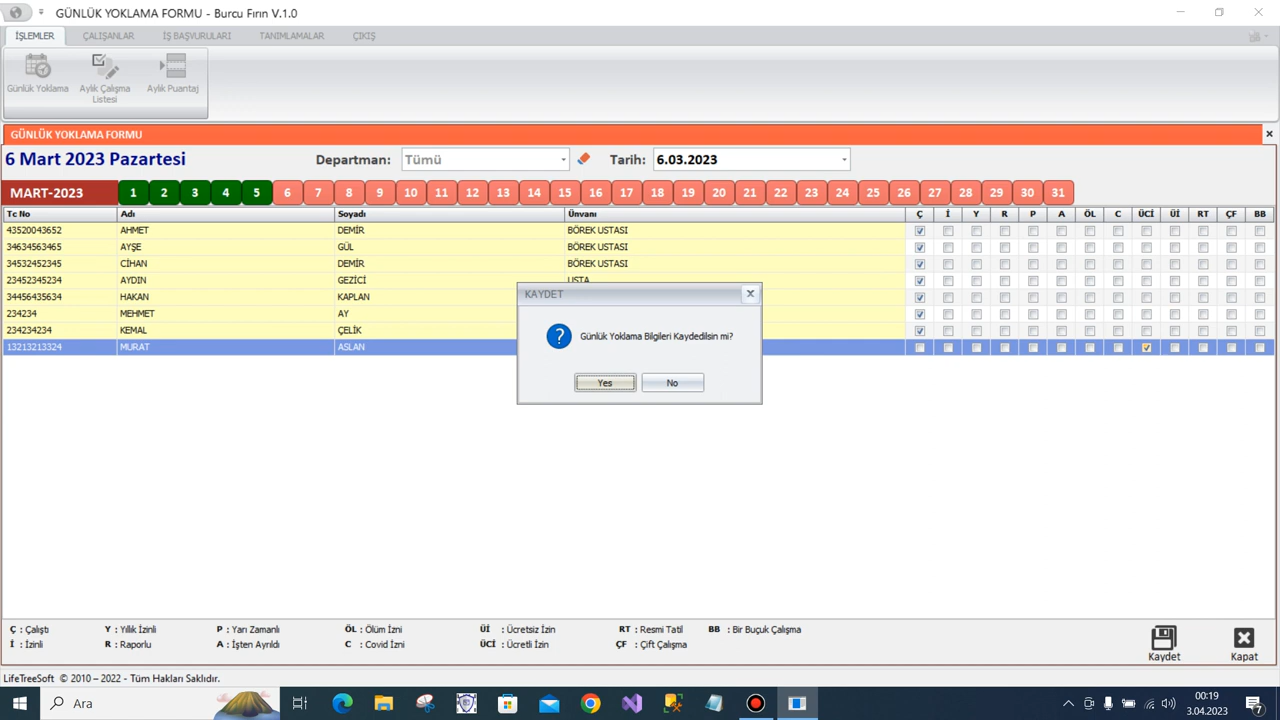 GÜNLÜK YOKLAMA FORMU - Burcu Fırın V.1.0
İŞLEMLER ÇALIŞANLAR İŞ BAŞVURULARI TANIMLAMALAR ÇIKIŞ
Günlük Yoklama Aylık Çalışma Listesi Aylık Puantaj
GÜNLÜK YOKLAMA FORMU
6 Mart 2023 Pazartesi Departman: Tümü Tarih: 6.03.2023
MART-2023 1 2 3 4 5 6 7 8 9 10 11 12 13 14 15 16 17 18 19 20 21 22 23 24 25 26 27 28 29 30 31
Tc No Adı Soyadı Ünvanı Ç İ Y R P A ÖL C ÜCİ Üİ RT ÇF BB
43520043652 AHMET DEMİR BÖREK USTASI
34634563465 AYŞE GÜL BÖREK USTASI
34532452345 CİHAN DEMİR BÖREK USTASI
23452345234 AYDIN GEZİCİ USTA
34456435634 HAKAN KAPLAN
234234 MEHMET AY
234234234 KEMAL ÇELİK
13213213324 MURAT ASLAN
KAYDET
Günlük Yoklama Bilgileri Kaydedilsin mi?
Yes No
Ç : Çalıştı Y : Yıllık İzinli P : Yarı Zamanlı ÖL : Ölüm İzni Üİ : Ücretsiz İzin RT : Resmi Tatil BB : Bir Buçuk Çalışma
İ : İzinli R : Raporlu A : İşten Ayrıldı C : Covid İzni ÜCİ : Ücretli İzin ÇF : Çift Çalışma
Kaydet Kapat
LifeTreeSoft © 2010 – 2022 - Tüm Hakları Saklıdır.
Ara
00:19
3.04.2023
7